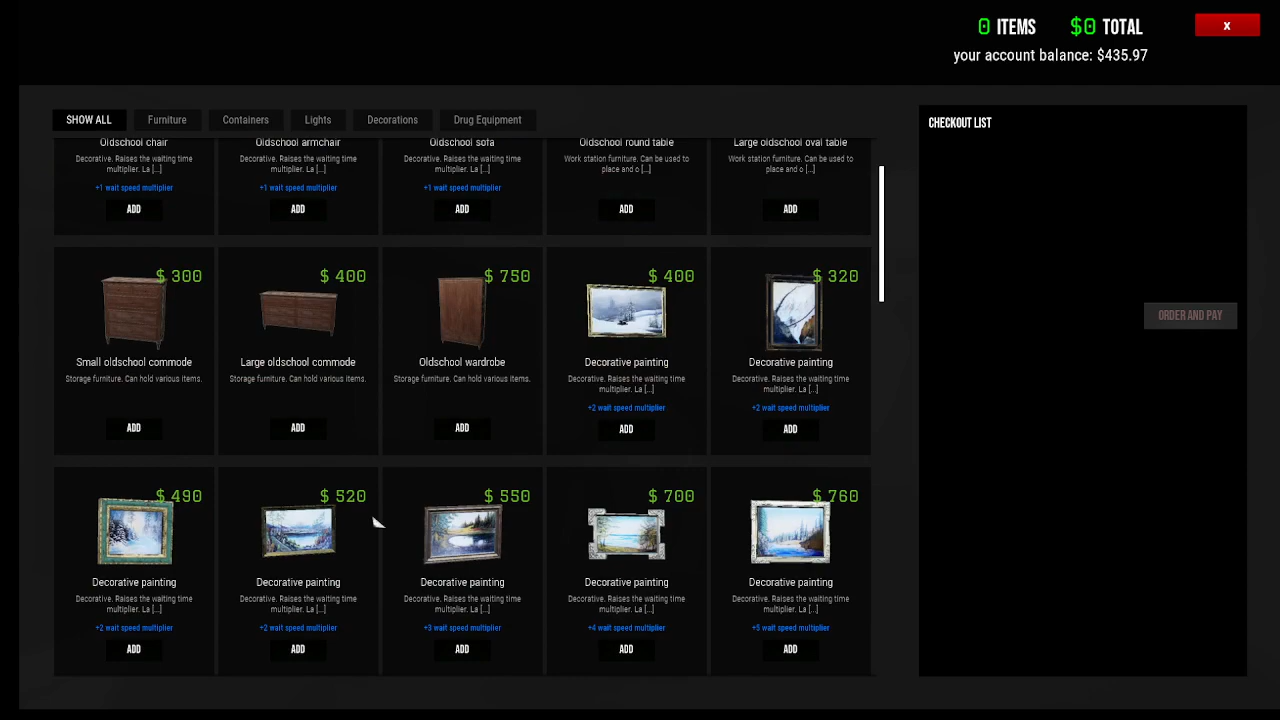 0 ITEMS $0 TOTAL X
your account balance: $435.97
SHOW ALL Furniture Containers Lights Decorations Drug Equipment
CHECKOUT LIST
Oldschool chair Oldschool armchair Oldschool sofa Oldschool round table Large oldschool oval table
Decorative. Raises the waiting time Decorative. Raises the waiting time Decorative. Raises the waiting time Work station furniture. Can be used to Work station furniture. Can be used to
multiplier. La [...] multiplier. La [...] multiplier. La [...] place and o [...] place and o [...]
+1 wait speed multiplier +1 wait speed multiplier +1 wait speed multiplier
ADD ADD ADD ADD ADD
$ 300 $ 400 $ 750 $ 400 $ 320
ORDER AND PAY
Small oldschool commode Large oldschool commode Oldschool wardrobe Decorative painting Decorative painting
Storage furniture. Can hold various items. Storage furniture. Can hold various items. Storage furniture. Can hold various items. Decorative. Raises the waiting time Decorative. Raises the waiting time
multiplier. La [...] multiplier. La [...]
+2 wait speed multiplier +2 wait speed multiplier
ADD ADD ADD ADD ADD
$ 490 $ 520 $ 550 $ 700 $ 760
Decorative painting Decorative painting Decorative painting Decorative painting Decorative painting
Decorative. Raises the waiting time Decorative. Raises the waiting time Decorative. Raises the waiting time Decorative. Raises the waiting time Decorative. Raises the waiting time
multiplier. La [...] multiplier. La [...] multiplier. La [...] multiplier. La [...] multiplier. La [...]
+2 wait speed multiplier +2 wait speed multiplier +3 wait speed multiplier +4 wait speed multiplier +5 wait speed multiplier
ADD ADD ADD ADD ADD